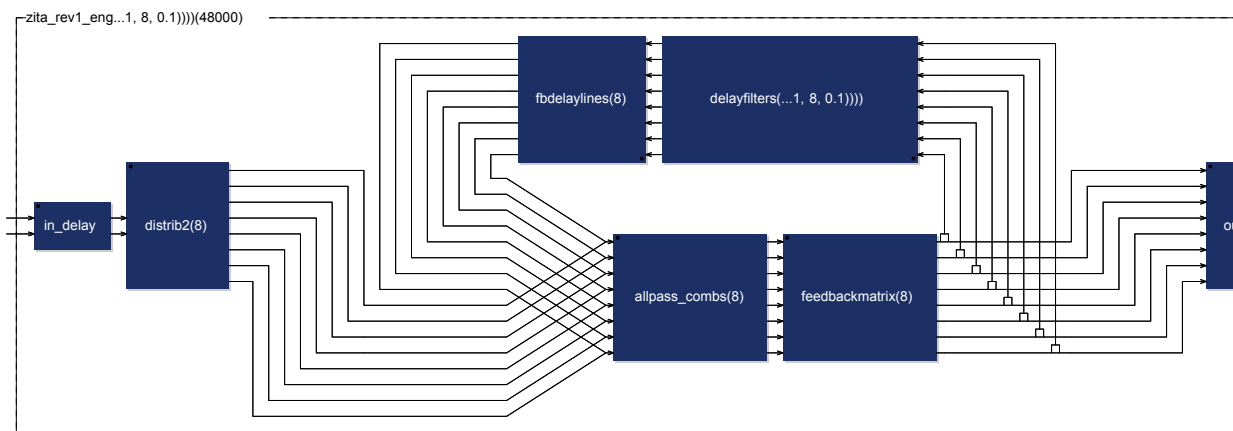 zita_rev1_eng...1, 8, 0.1))))(48000)
fbdelaylines(8)
delayfilters(...1, 8, 0.1))))
in_delay
distrib2(8)
allpass_combs(8)
feedbackmatrix(8)